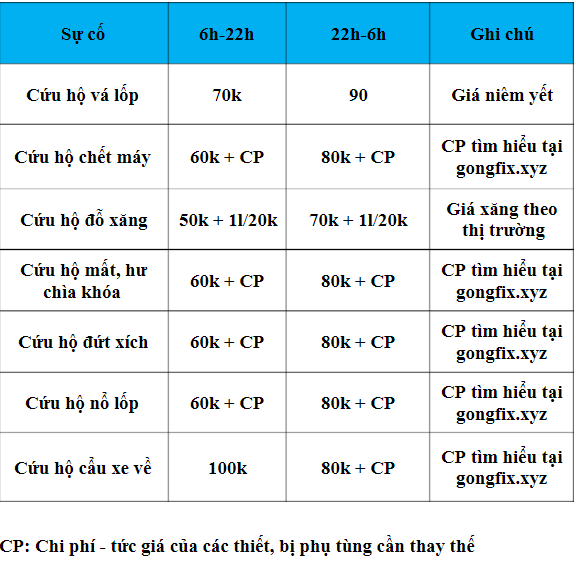 Sự cố 6h-22h 22h-6h Ghi chú
Cứu hộ vá lốp 70k 90 Giá niêm yết
Cứu hộ chết máy 60k + CP 80k + CP CP tìm hiểu tại
gongfix.xyz
Cứu hộ đỗ xăng 50k + 1l/20k 70k + 1l/20k Giá xăng theo
thị trường
Cứu hộ mất, hư
chìa khóa 60k + CP 80k + CP CP tìm hiểu tại
gongfix.xyz
Cứu hộ đứt xích 60k + CP 80k + CP CP tìm hiểu tại
gongfix.xyz
Cứu hộ nổ lốp 60k + CP 80k + CP CP tìm hiểu tại
gongfix.xyz
Cứu hộ cẩu xe về 100k 80k + CP CP tìm hiểu tại
gongfix.xyz
CP: Chi phí - tức giá của các thiết, bị phụ tùng cần thay thế